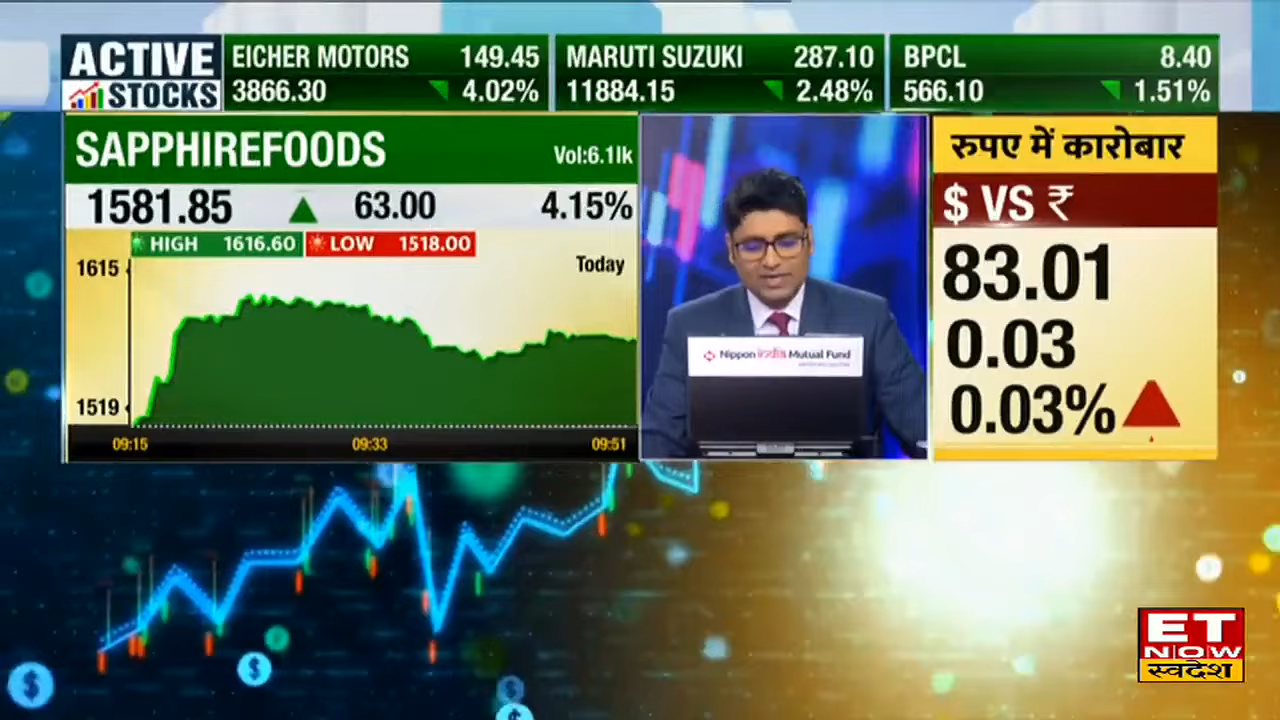 ACTIVE STOCKS
EICHER MOTORS 149.45
3866.30 4.02%
MARUTI SUZUKI 287.10
11884.15 2.48%
BPCL 8.40
566.10 1.51%
SAPPHIREFOODS Vol:6.1lk
1581.85 63.00 4.15%
HIGH 1616.60 LOW 1518.00
Today
1615
1519
09:15 09:33 09:51
Nippon india Mutual Fund
रुपए में कारोबार
$ VS ₹
83.01
0.03
0.03%
$
$
$
$
$
ET
NOW
स्वदेश